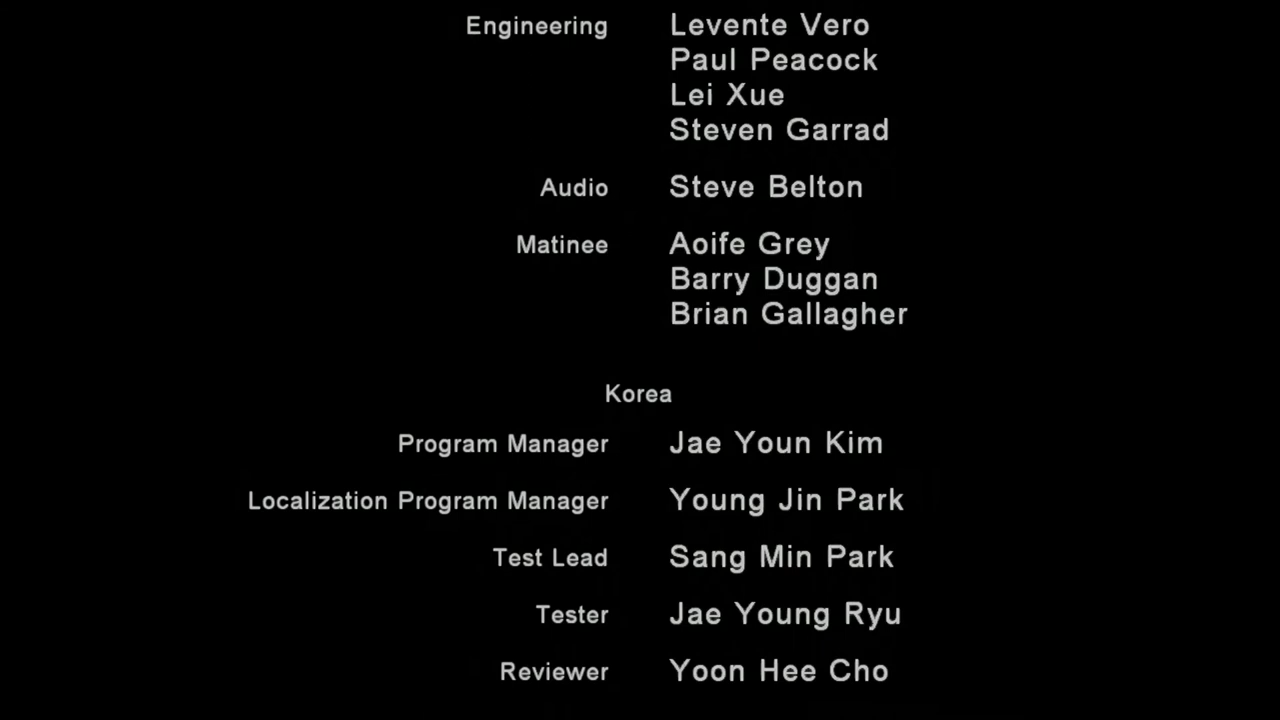 Engineering Levente Vero
Paul Peacock
Lei Xue
Steven Garrad
Audio Steve Belton
Matinee Aoife Grey
Barry Duggan
Brian Gallagher
Korea
Program Manager Jae Youn Kim
Localization Program Manager Young Jin Park
Test Lead Sang Min Park
Tester Jae Young Ryu
Reviewer Yoon Hee Cho